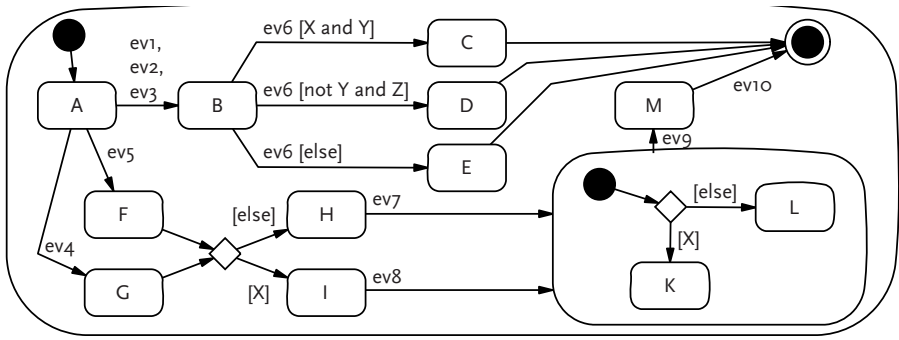 ev1,
ev2,
ev3
ev6 [X and Y]
C
A
B
ev6 [not Y and Z]
D
M
ev10
ev5
ev6 [else]
E
ev9
F
[else]
H
ev7
[else]
L
ev4
[X]
G
[X]
I
ev8
K